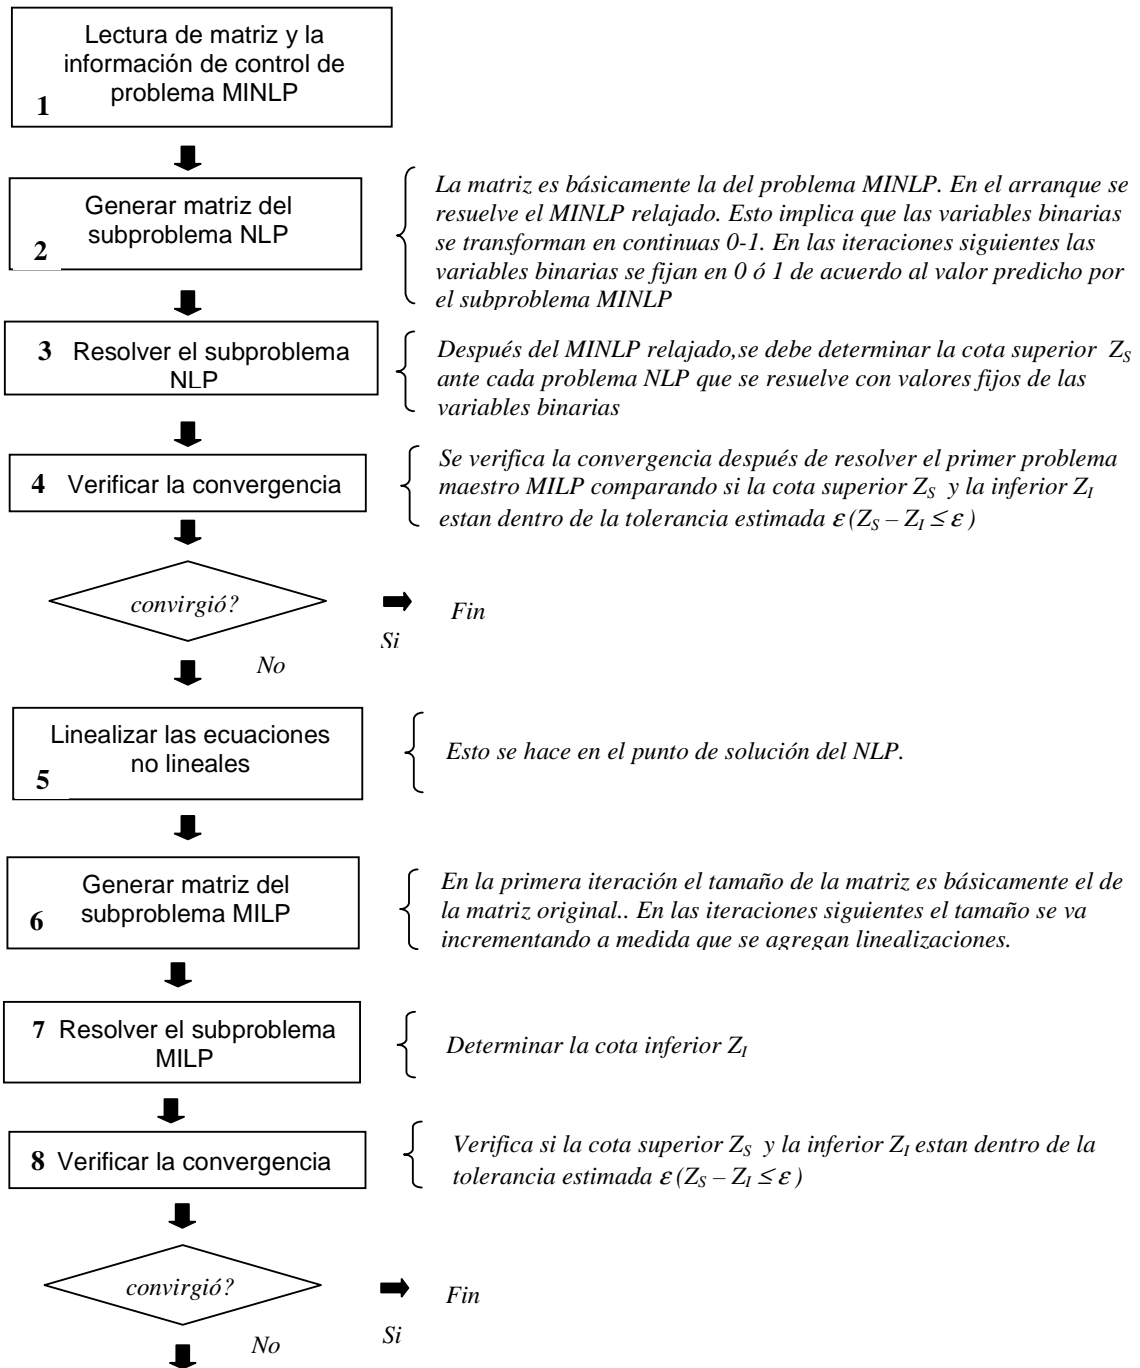 Lectura de matriz y la
información de control de
problema MINLP
1
Generar matriz del
subproblema NLP
2
La matriz es básicamente la del problema MINLP. En el arranque se
resuelve el MINLP relajado. Esto implica que las variables binarias
se transforman en continuas 0-1. En las iteraciones siguientes las
variables binarias se fijan en 0 ó 1 de acuerdo al valor predicho por
el subproblema MINLP
3 Resolver el subproblema
NLP
Después del MINLP relajado,se debe determinar la cota superior ZS
ante cada problema NLP que se resuelve con valores fijos de las
variables binarias
4 Verificar la convergencia
Se verifica la convergencia después de resolver el primer problema
maestro MILP comparando si la cota superior ZS y la inferior ZI
estan dentro de la tolerancia estimada ε (ZS – ZI ≤ ε )
convirgió?
Fin
Si
No
Linealizar las ecuaciones
no lineales
5
Esto se hace en el punto de solución del NLP.
Generar matriz del
subproblema MILP
6
En la primera iteración el tamaño de la matriz es básicamente el de
la matriz original.. En las iteraciones siguientes el tamaño se va
incrementando a medida que se agregan linealizaciones.
7 Resolver el subproblema
MILP
Determinar la cota inferior ZI
8 Verificar la convergencia
Verifica si la cota superior ZS y la inferior ZI estan dentro de la
tolerancia estimada ε (ZS – ZI ≤ ε )
convirgió?
Fin
Si
No